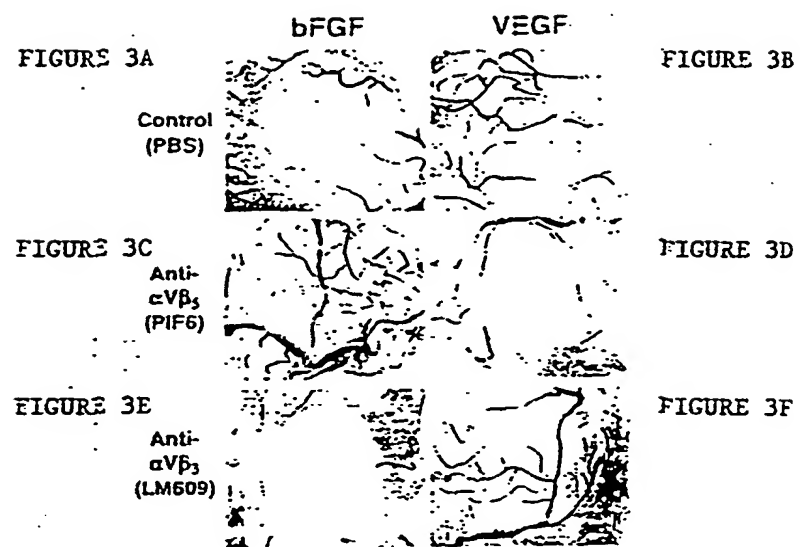 bFGF VEGF
FIGURE 3A FIGURE 3B
Control
(PBS)
FIGURE 3C FIGURE 3D
Anti-
αVβ5
(PIF6)
FIGURE 3E FIGURE 3F
Anti-
αVβ3
(LM609)